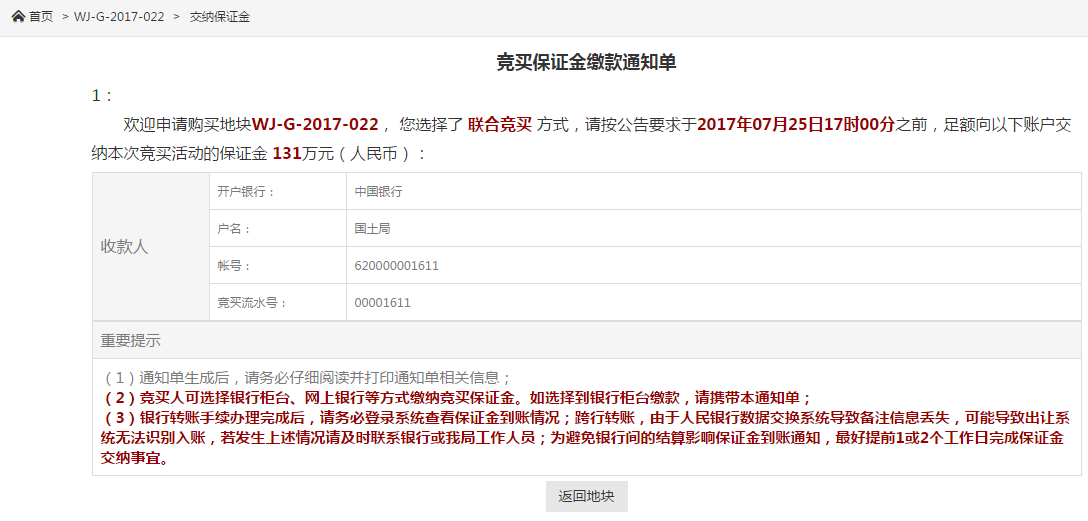 首页 > WJ-G-2017-022 > 交纳保证金
竞买保证金缴款通知单
1：
欢迎申请购买地块WJ-G-2017-022， 您选择了 联合竞买 方式，请按公告要求于2017年07月25日17时00分之前，足额向以下账户交
纳本次竞买活动的保证金 131万元（人民币）：
收款人
开户银行： 中国银行
户名： 国土局
帐号： 620000001611
竞买流水号： 00001611
重要提示
（1）通知单生成后，请务必仔细阅读并打印通知单相关信息；
（2）竞买人可选择银行柜台、网上银行等方式缴纳竞买保证金。如选择到银行柜台缴款，请携带本通知单；
（3）银行转账手续办理完成后，请务必登录系统查看保证金到账情况；跨行转账，由于人民银行数据交换系统导致备注信息丢失，可能导致出让系
统无法识别入账，若发生上述情况请及时联系银行或我局工作人员；为避免银行间的结算影响保证金到账通知，最好提前1或2个工作日完成保证金
交纳事宜。
返回地块